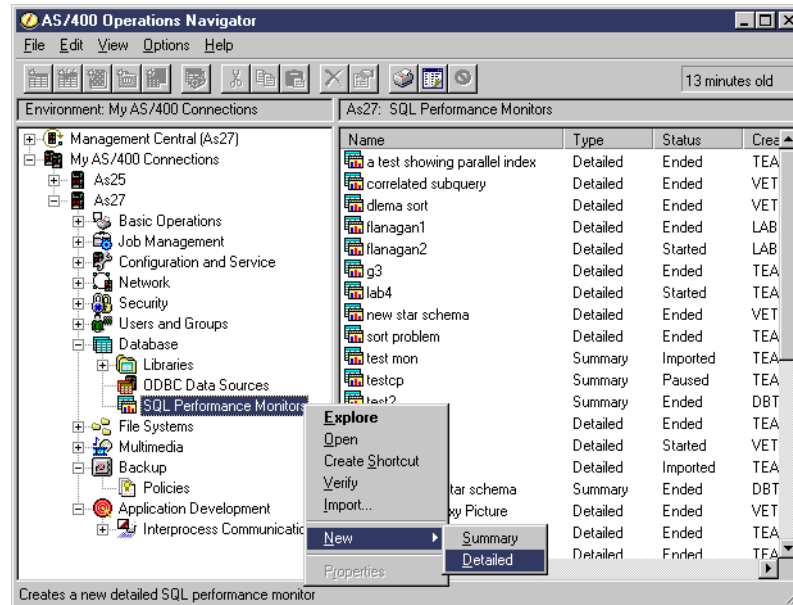 AS/400 Operations Navigator
File Edit View Options Help
13 minutes old
Environment: My AS/400 Connections
As27: SQL Performance Monitors
Management Central (As27)
My AS/400 Connections
As25
As27
Basic Operations
Job Management
Configuration and Service
Network
Security
Users and Groups
Database
Libraries
ODBC Data Sources
SQL Performance Monitors
File Systems
Multimedia
Backup
Policies
Application Development
Interprocess Communicatio
Name Type Status Crea
a test showing parallel index Detailed Ended TEA
correlated subquery Detailed Ended VET
dlema sort Detailed Ended VET
flanagan1 Detailed Ended LAB
flanagan2 Detailed Started LAB
g3 Detailed Ended TEA
lab4 Detailed Started TEA
new star schema Detailed Ended VET
sort problem Detailed Ended TEA
test mon Summary Imported TEA
testcp Summary Paused TEA
test2 Summary Ended DBT
Detailed Ended TEA
Detailed Started VET
Detailed Imported TEA
tar schema Summary Ended DBT
xy Picture Detailed Ended VET
Detailed Ended TEA
Detailed Ended TEA
Explore
Open
Create Shortcut
Verify
Import...
New
Properties
Summary
Detailed
Creates a new detailed SQL performance monitor